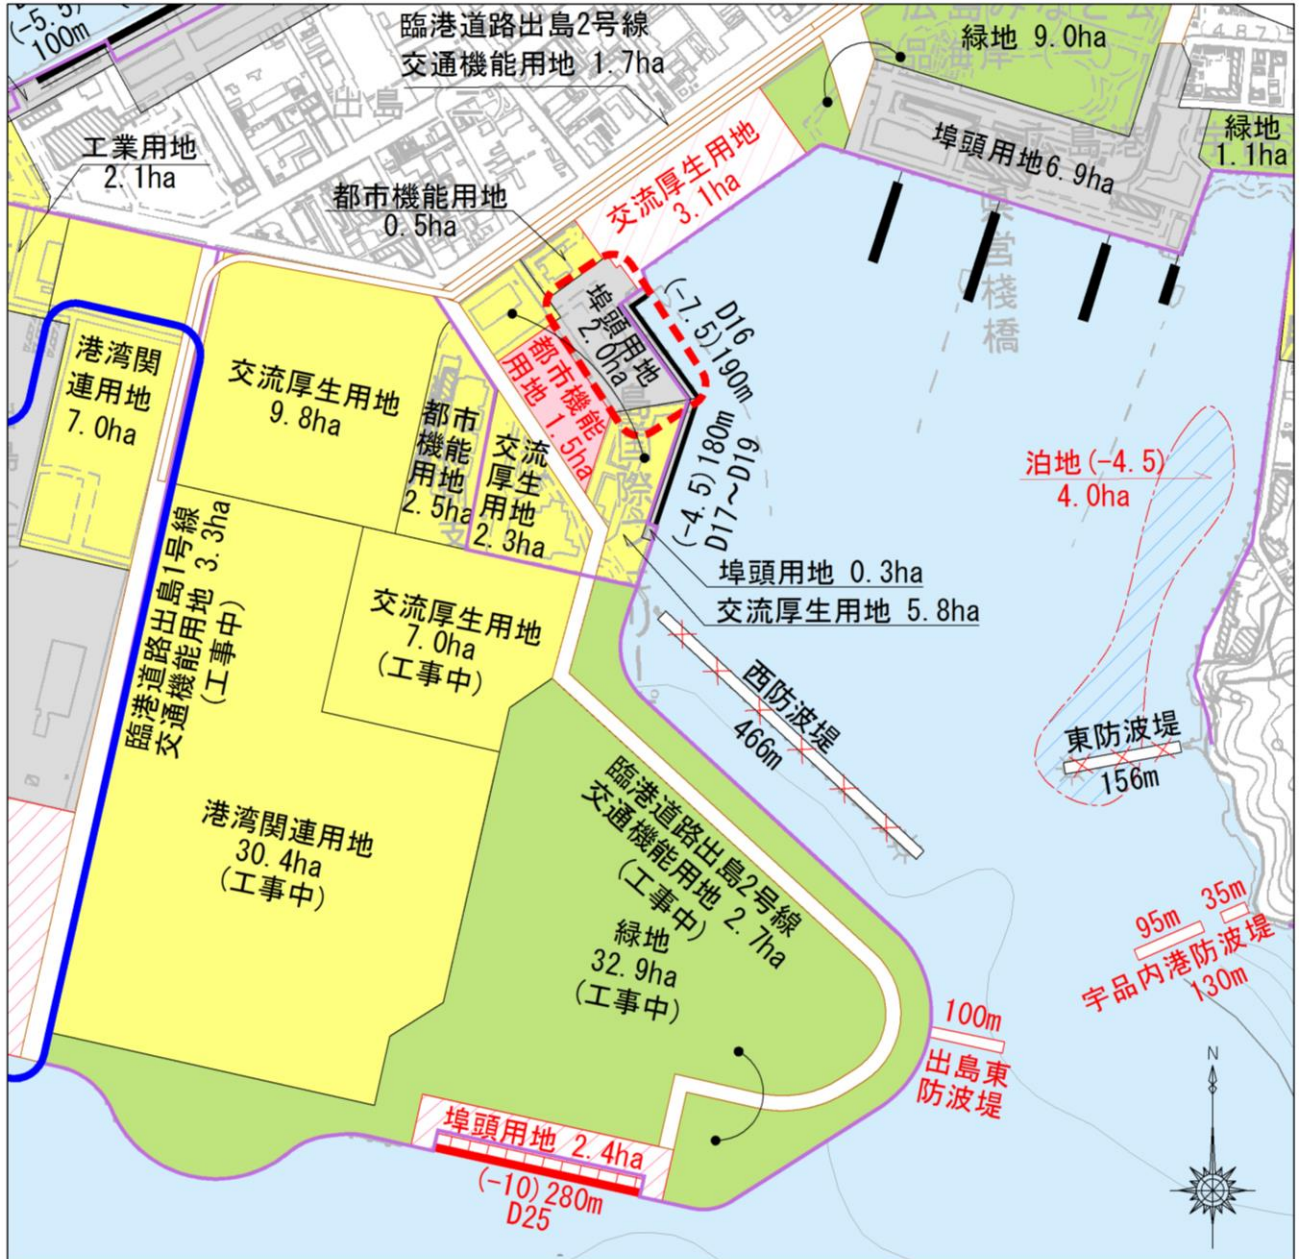 (-5.5)
100m
臨港道路出島2号線
交通機能用地 1.7ha
出島
緑地 9.0ha
487
工業用地
2.1ha
都市機能用地
0.5ha
交流厚生用地
3.1ha
埠頭用地6.9ha
緑地
1.1ha
県営桟橋
埠頭用地
2.0ha
D16
(-7.5)190m
港湾関
連用地
7.0ha
交流厚生用地
9.8ha
都市
機能
用地
2.5ha
交流
厚生
用地
2.3ha
都市機能
用地 1.5ha
(-4.5)180m
D17～D19
泊地(-4.5)
4.0ha
埠頭用地 0.3ha
交流厚生用地 5.8ha
臨港道路出島1号線
交通機能用地 3.3ha
(工事中)
交流厚生用地
7.0ha
(工事中)
西防波堤
466m
東防波堤
156m
港湾関連用地
30.4ha
(工事中)
臨港道路出島2号線
交通機能用地 2.7ha
(工事中)
緑地
32.9ha
(工事中)
95m
35m
宇品内港防波堤
130m
100m
出島東
防波堤
埠頭用地 2.4ha
(-10)280m
D25
N